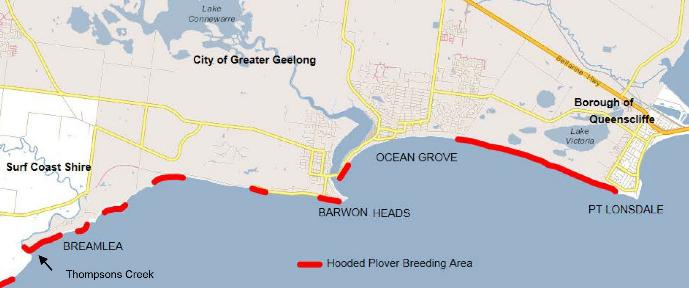 Lake
Connewarre
City of Greater Geelong
Bellarine Hwy
Borough of
Queenscliffe
Lake
Victoria
OCEAN GROVE
Surf Coast Shire
PT LONSDALE
BARWON HEADS
BREAMLEA
Hooded Plover Breeding Area
Thompsons Creek